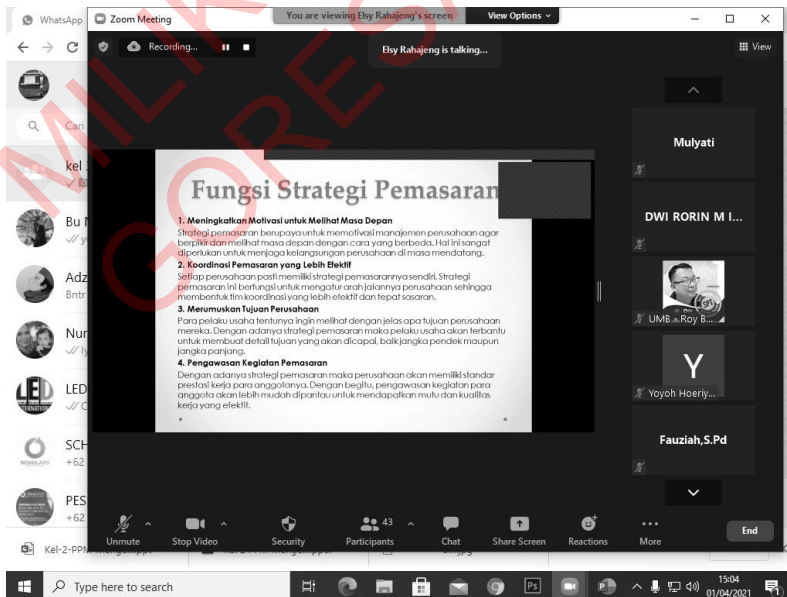 WhatsApp
Zoom Meeting
You are viewing Elsy Rahajeng's screen
View Options
Recording...
Elsy Rahajeng is talking...
View
Cari
kel
Bu
Adz
Bntr
Nur
LED
SCH
+62
PES
+62
MILIK
GORES
Fungsi Strategi Pemasaran
1. Meningkatkan Motivasi untuk Melihat Masa Depan
Strategi pemasaran berupaya untuk memotivasi manajemen perusahaan agar
berpikir dan melihat masa depan dengan cara yang berbeda. Hal ini sangat
diperlukan untuk menjaga kelangsungan perusahaan di masa mendatang.
2. Koordinasi Pemasaran yang Lebih Efektif
Setiap perusahaan pasti memiliki strategi pemasarannya sendiri. Strategi
pemasaran ini berfungsi untuk mengatur arah jalannya perusahaan sehingga
membentuk tim koordinasi yang lebih efektif dan tepat sasaran.
3. Merumuskan Tujuan Perusahaan
Para pelaku usaha tentunya ingin melihat dengan jelas apa tujuan perusahaan
mereka. Dengan adanya strategi pemasaran maka pelaku usaha akan terbantu
untuk membuat detail tujuan yang akan dicapai, baik jangka pendek maupun
jangka panjang.
4. Pengawasan Kegiatan Pemasaran
Dengan adanya strategi pemasaran maka perusahaan akan memiliki standar
prestasi kerja para anggotanya. Dengan begitu, pengawasan kegiatan para
anggota akan lebih mudah dipantau untuk mendapatkan mutu dan kualitas
kerja yang efektif.
Mulyati
DWI RORIN M I...
UMB - Roy B...
Y
Yoyoh Hoeriy...
Fauziah,S.Pd
Unmute
Stop Video
Security
43
Participants
Chat
Share Screen
Reactions
More
End
Type here to search
Ps
15:04
01/04/2021